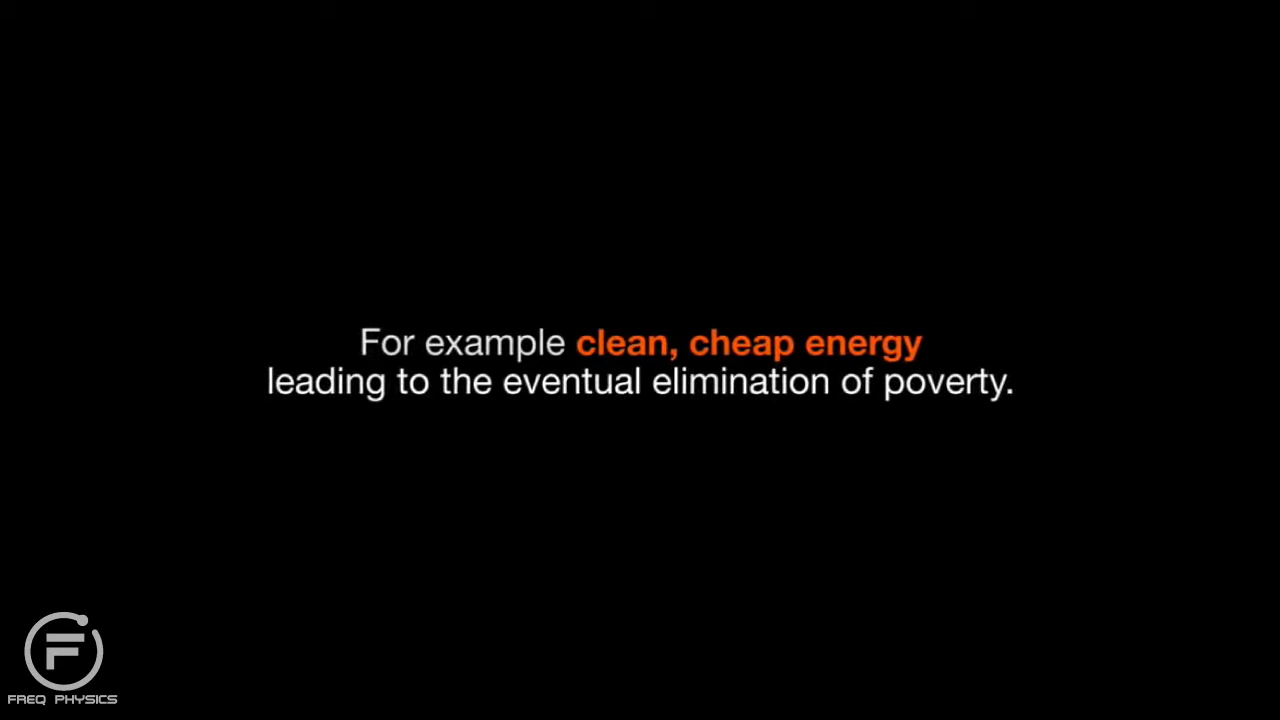 For example clean, cheap energy
leading to the eventual elimination of poverty.
F
FREQ PHYSICS